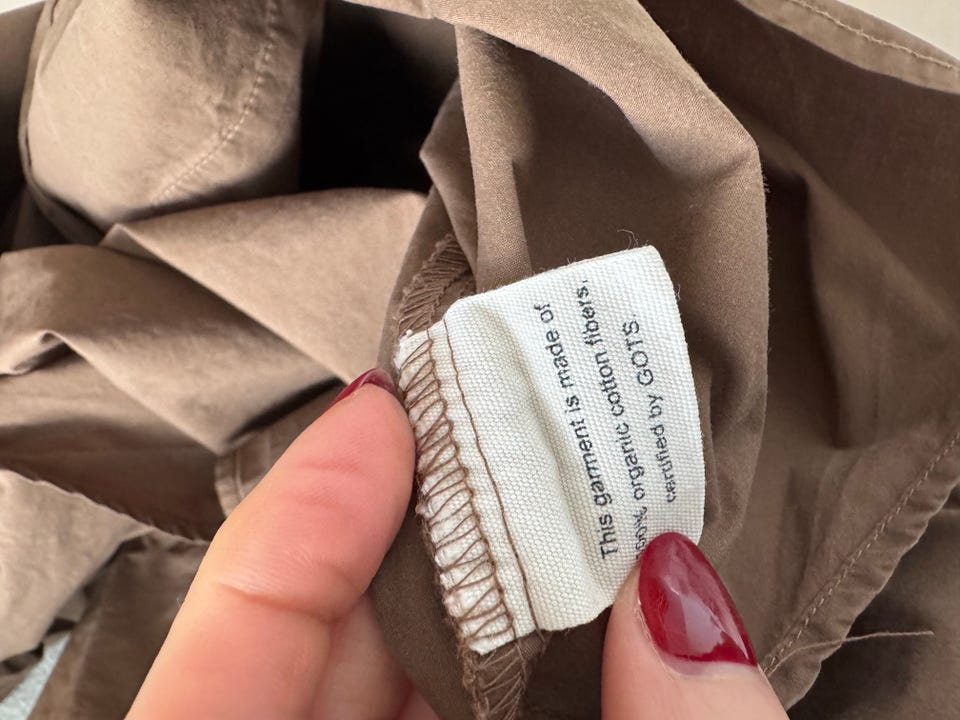 This garment is made of
organic cotton fibers,
certified by GOTS.